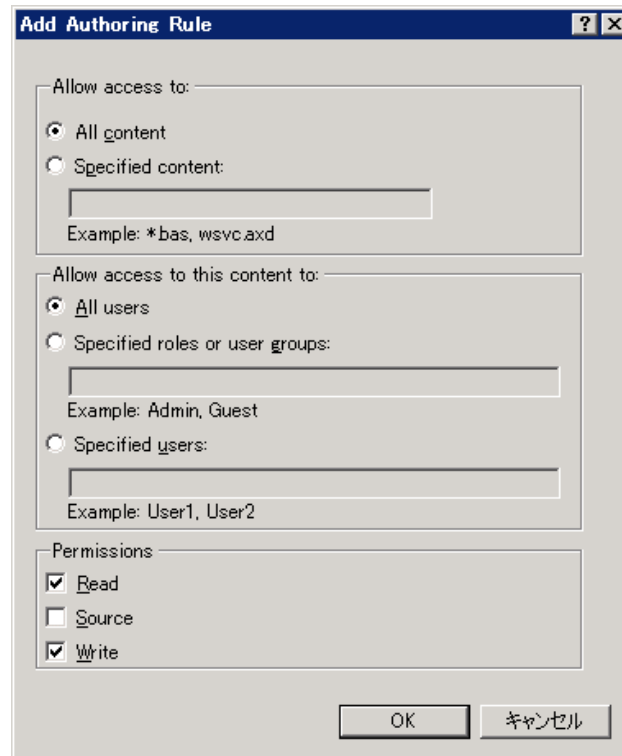 Add Authoring Rule
Allow access to:
All content
Specified content:
Example: *.bas, wsvc.axd
Allow access to this content to:
All users
Specified roles or user groups:
Example: Admin, Guest
Specified users:
Example: User1, User2
Permissions
Read
Source
Write
OK
キャンセル